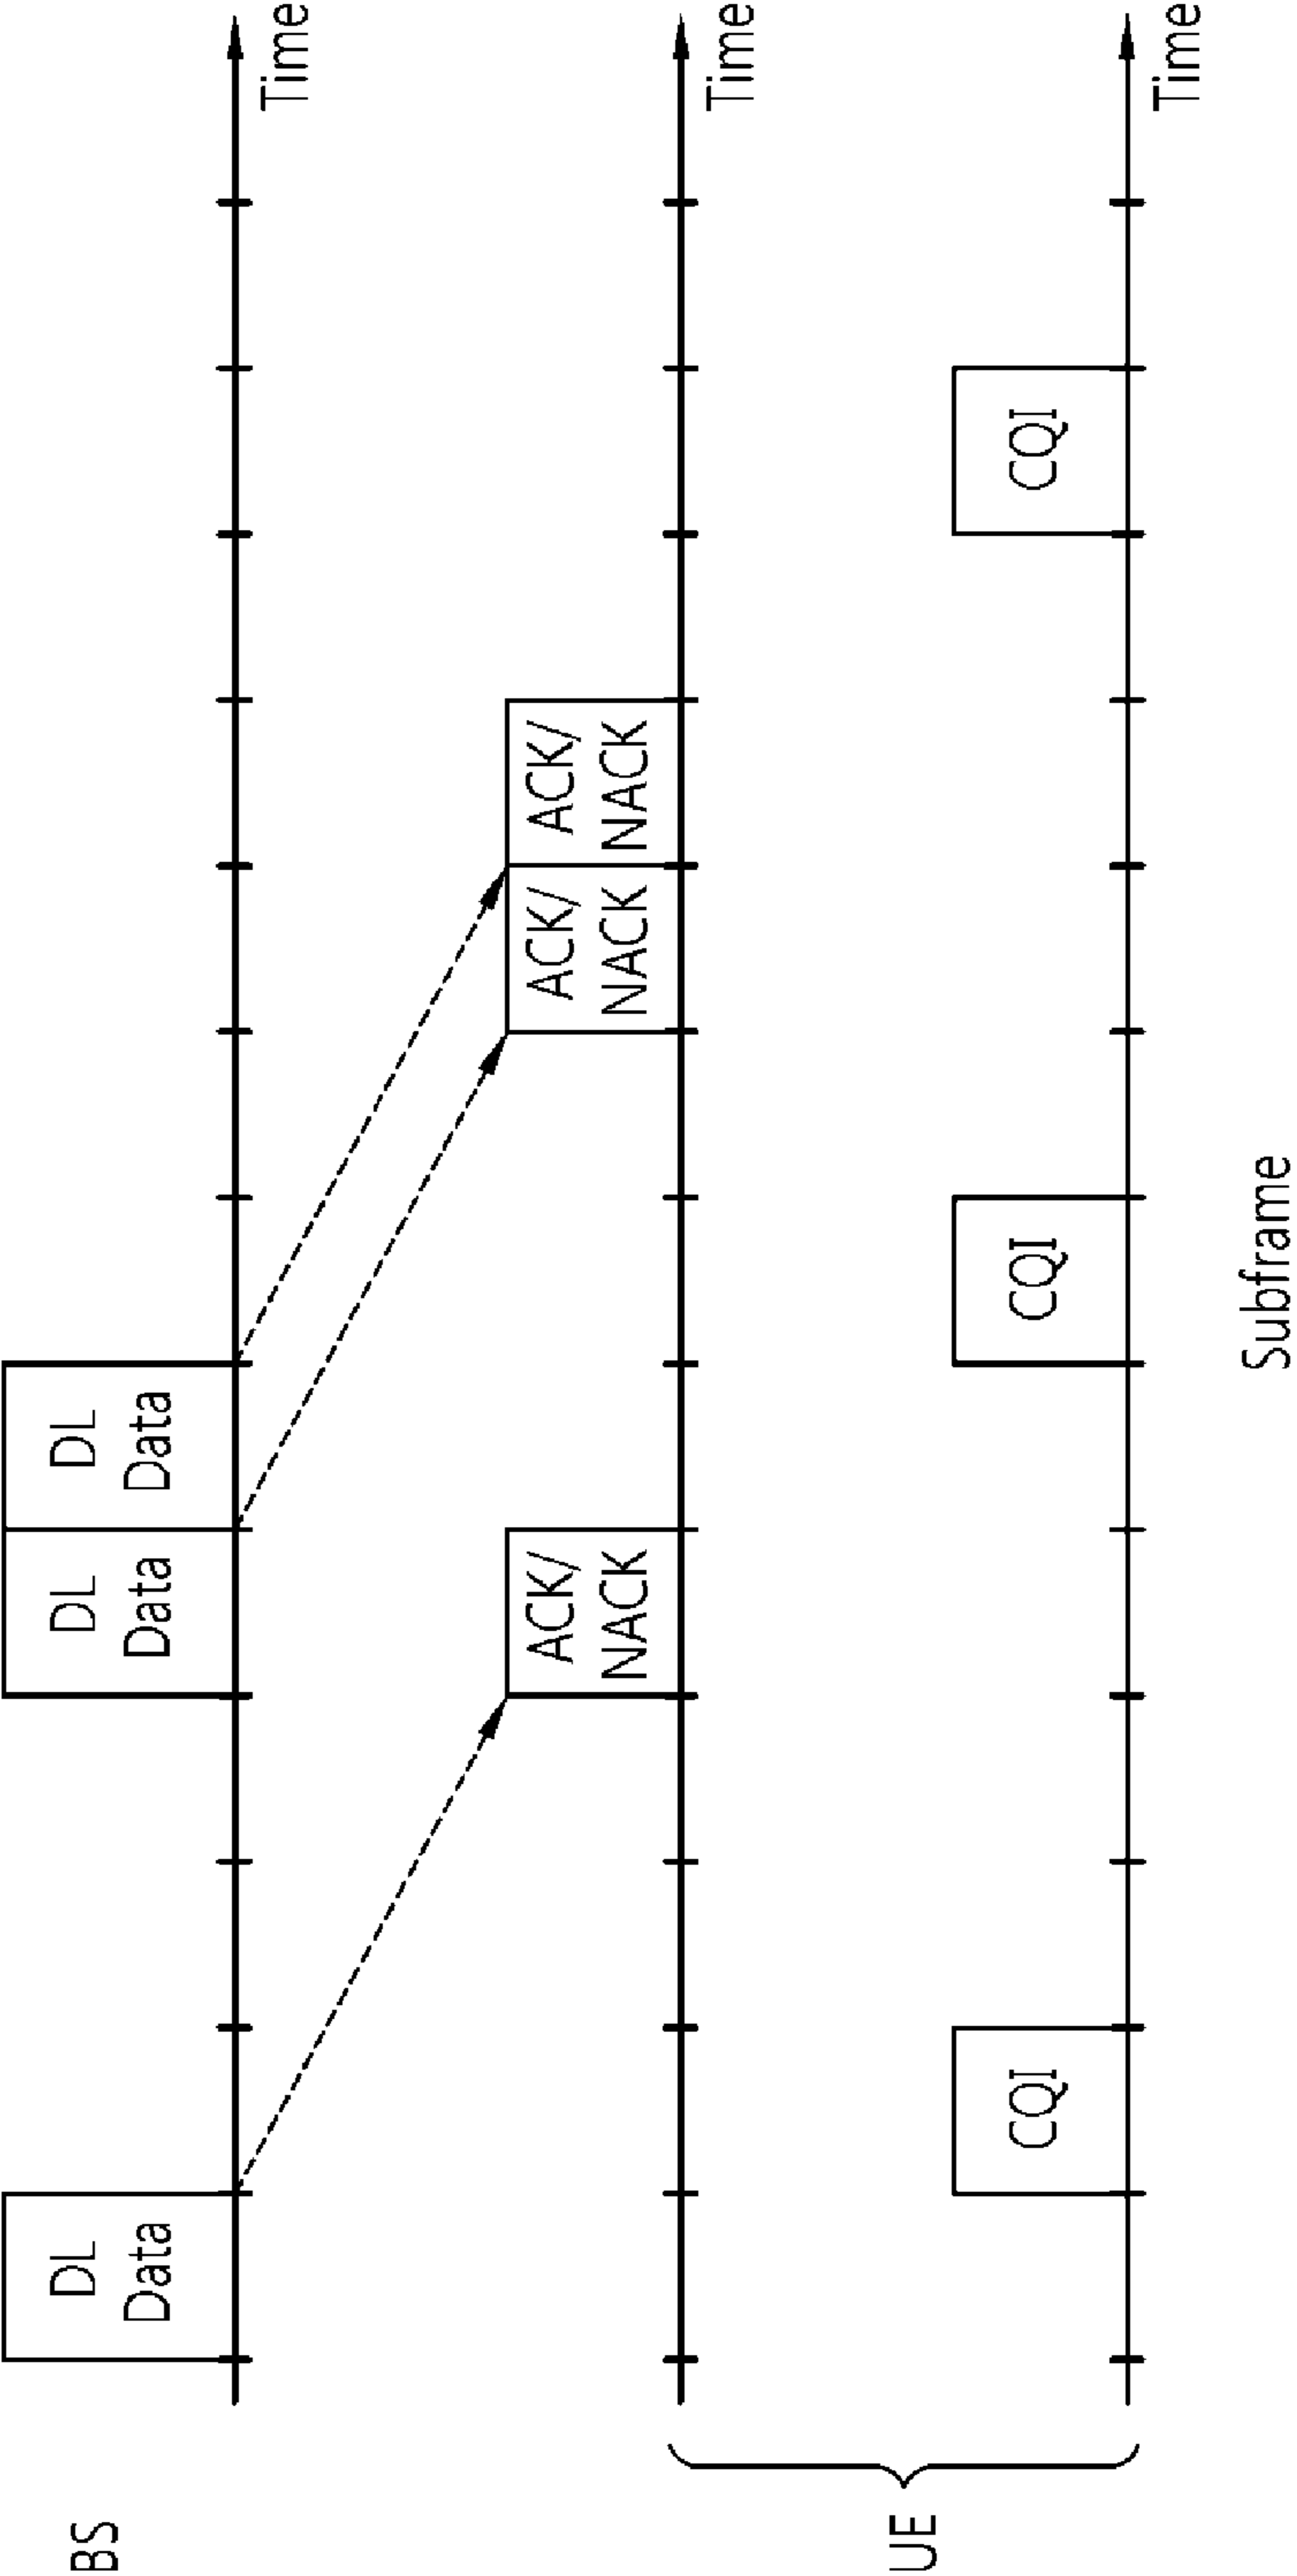 BS
DL
Data
DL
Data
DL
Data
Time
ACK/
NACK
ACK/
NACK
ACK/
NACK
Time
UE
CQI
CQI
CQI
Time
Subframe